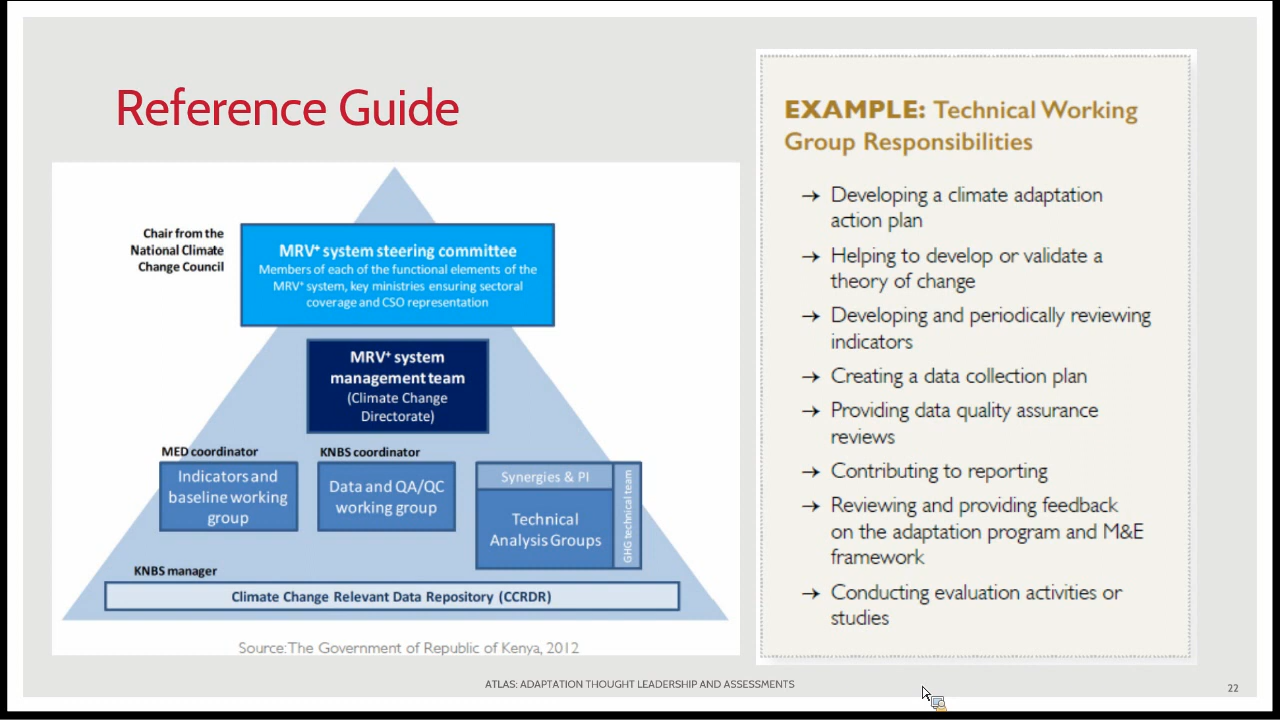 Reference Guide
Chair from the
National Climate
Change Council
MRV+ system steering committee
Members of each of the functional elements of the
MRV+ system, key ministries ensuring sectoral
coverage and CSO representation
MRV+ system
management team
(Climate Change
Directorate)
MED coordinator
Indicators and
baseline working
group
KNBS coordinator
Data and QA/QC
working group
Synergies & PI
Technical
Analysis Groups
GHG technical team
KNBS manager
Climate Change Relevant Data Repository (CCRDR)
Source: The Government of Republic of Kenya, 2012
EXAMPLE: Technical Working
Group Responsibilities
→ Developing a climate adaptation
action plan
→ Helping to develop or validate a
theory of change
→ Developing and periodically reviewing
indicators
→ Creating a data collection plan
→ Providing data quality assurance
reviews
→ Contributing to reporting
→ Reviewing and providing feedback
on the adaptation program and M&E
framework
→ Conducting evaluation activities or
studies
ATLAS: ADAPTATION THOUGHT LEADERSHIP AND ASSESSMENTS
22